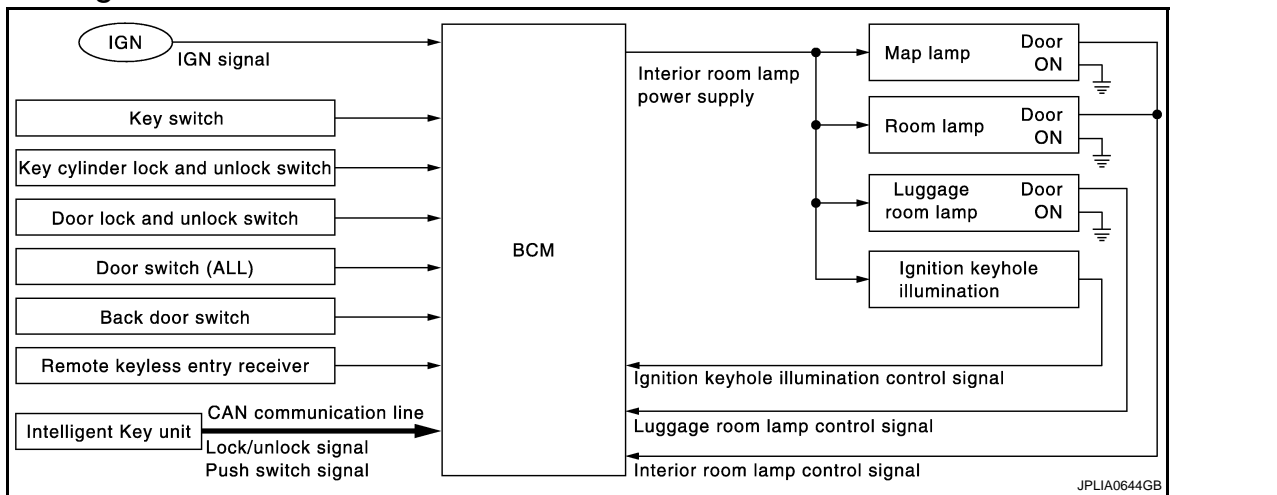 IGN
IGN signal
Key switch
Key cylinder lock and unlock switch
Door lock and unlock switch
Door switch (ALL)
Back door switch
Remote keyless entry receiver
Intelligent Key unit
CAN communication line
Lock/unlock signal
Push switch signal
BCM
Interior room lamp
power supply
Map lamp
Door
ON
Room lamp
Door
ON
Luggage
room lamp
Door
ON
Ignition keyhole
illumination
Ignition keyhole illumination control signal
Luggage room lamp control signal
Interior room lamp control signal
JPLIA0644GB